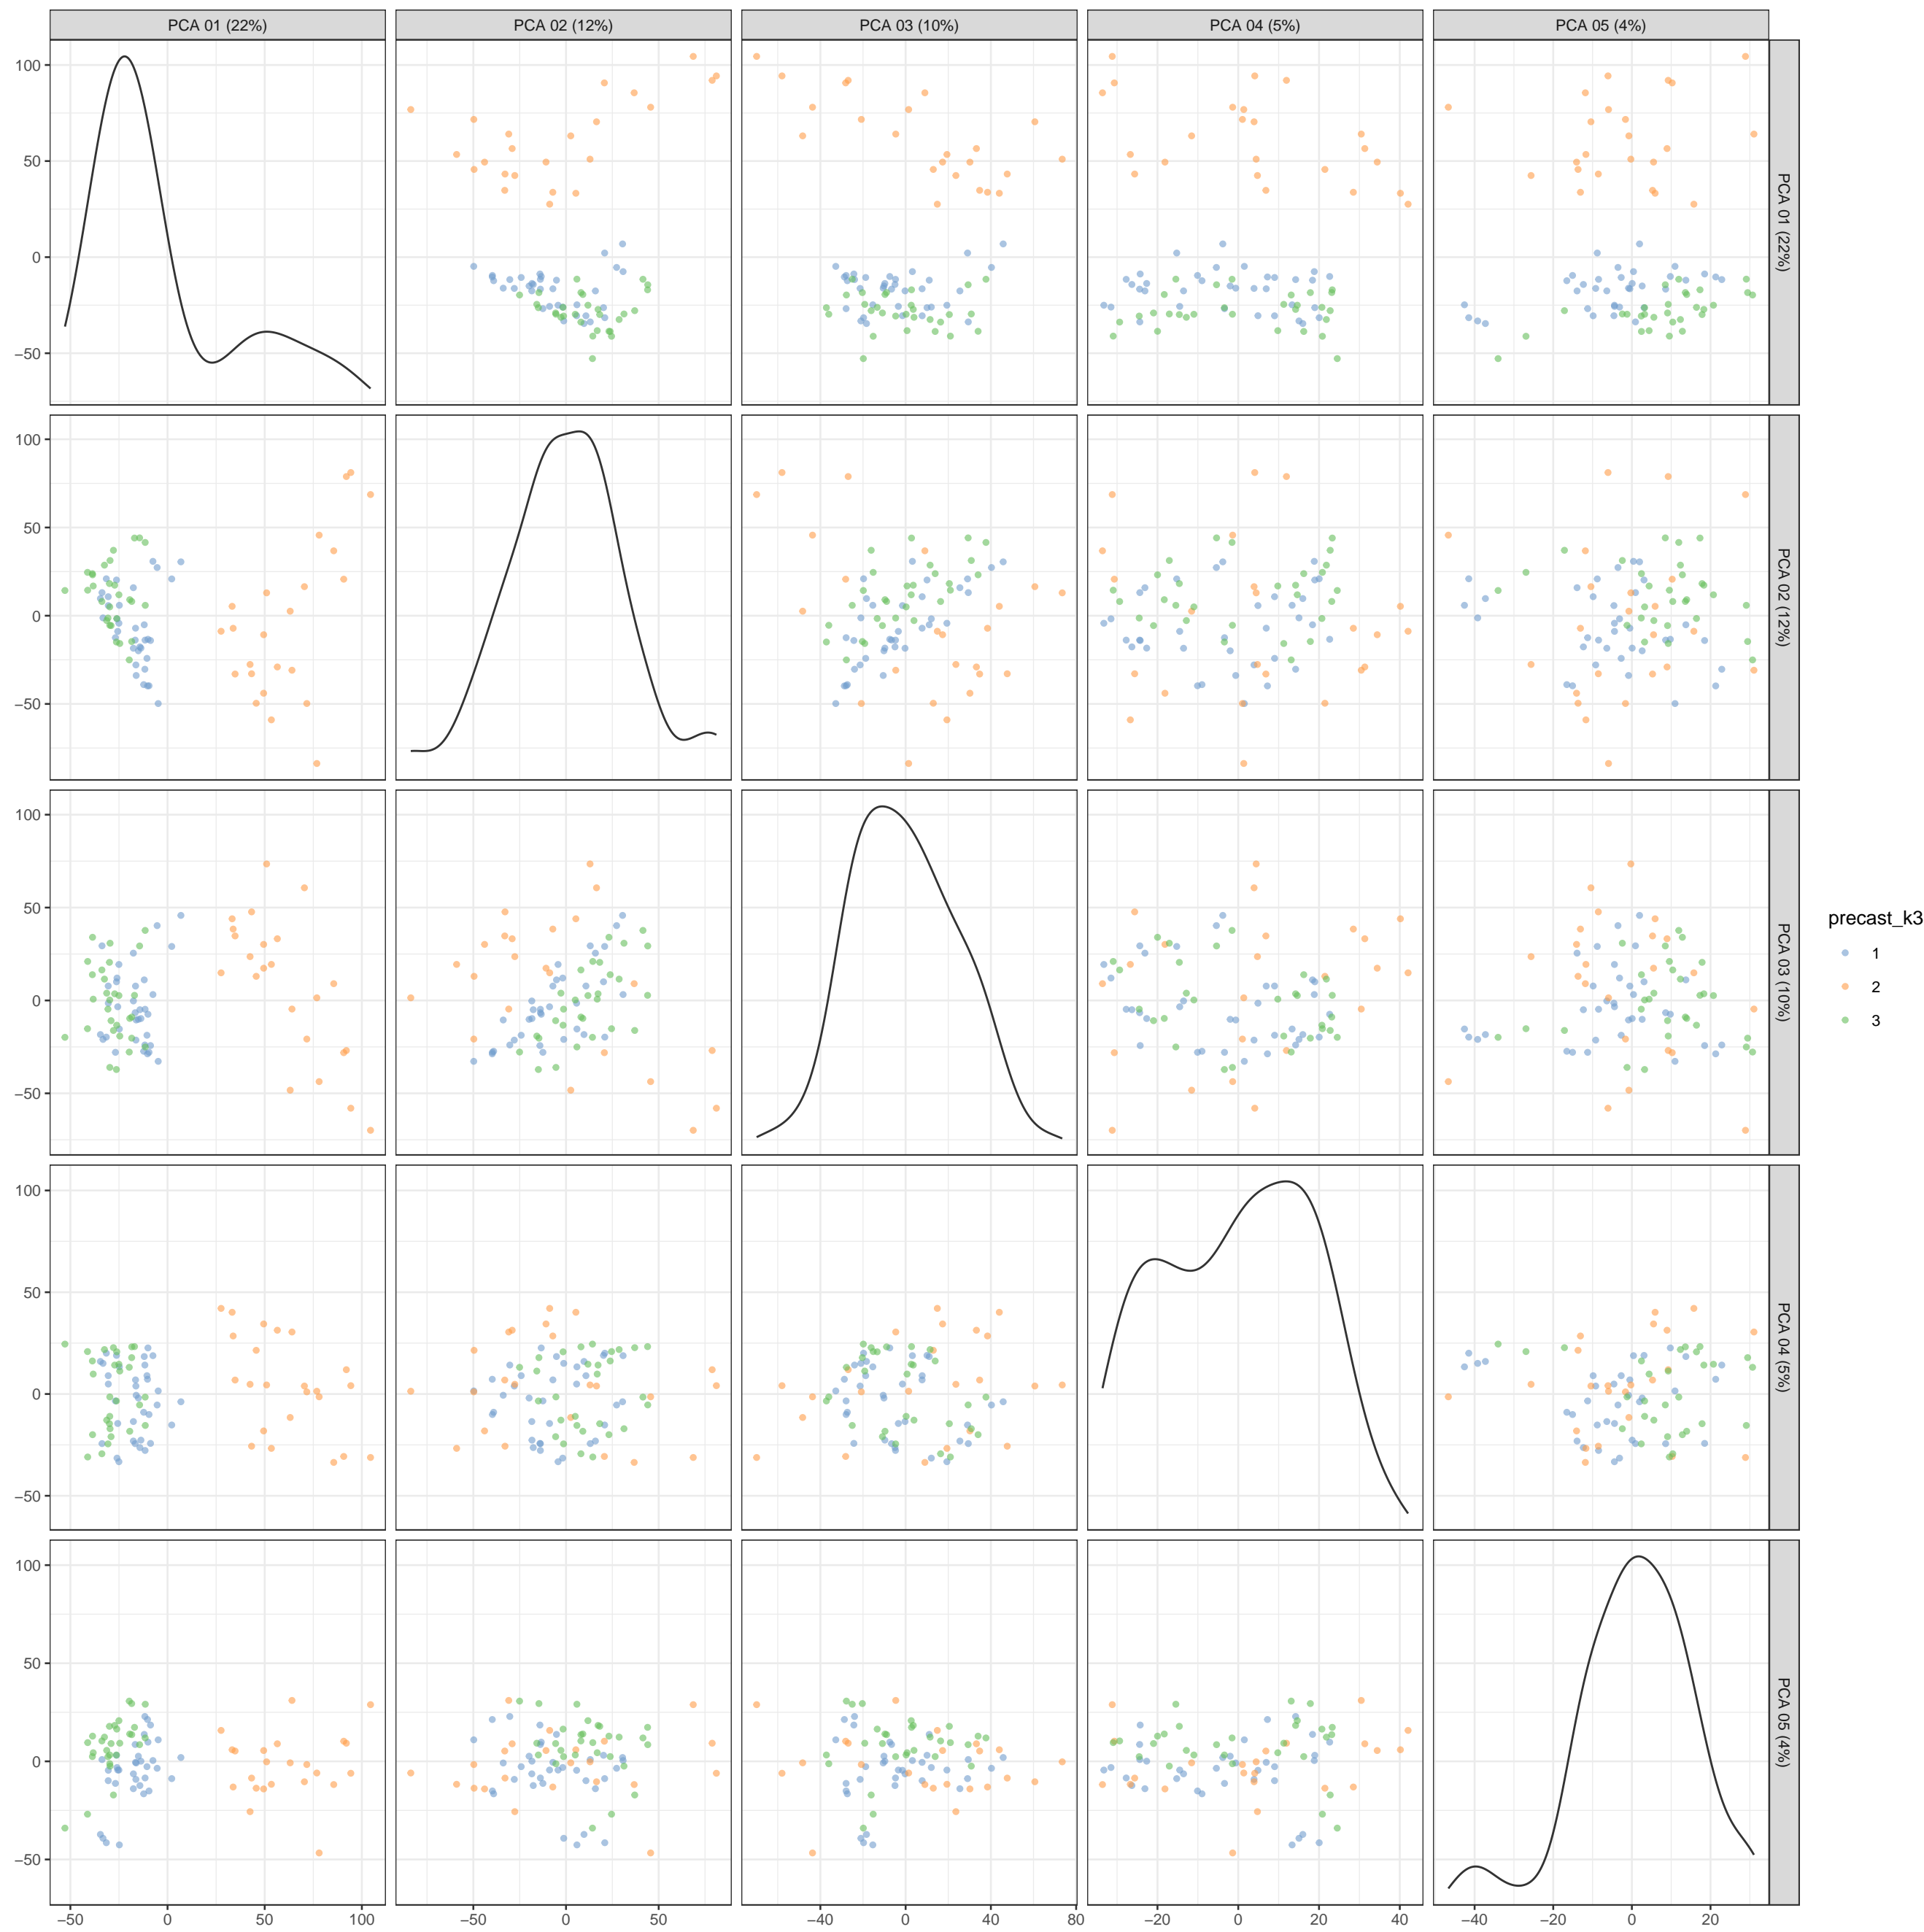 PCA 01 (22%)
PCA 02 (12%)
PCA 03 (10%)
PCA 04 (5%)
PCA 05 (4%)
100
50
0
−50
PCA 01 (22%)
100
50
0
−50
PCA 02 (12%)
100
50
0
−50
PCA 03 (10%)
precast_k3
1
2
3
100
50
0
−50
PCA 04 (5%)
100
50
0
−50
PCA 05 (4%)
−50 0 50 100
−50 0 50
−40 0 40 80
−20 0 20 40
−40 −20 0 20